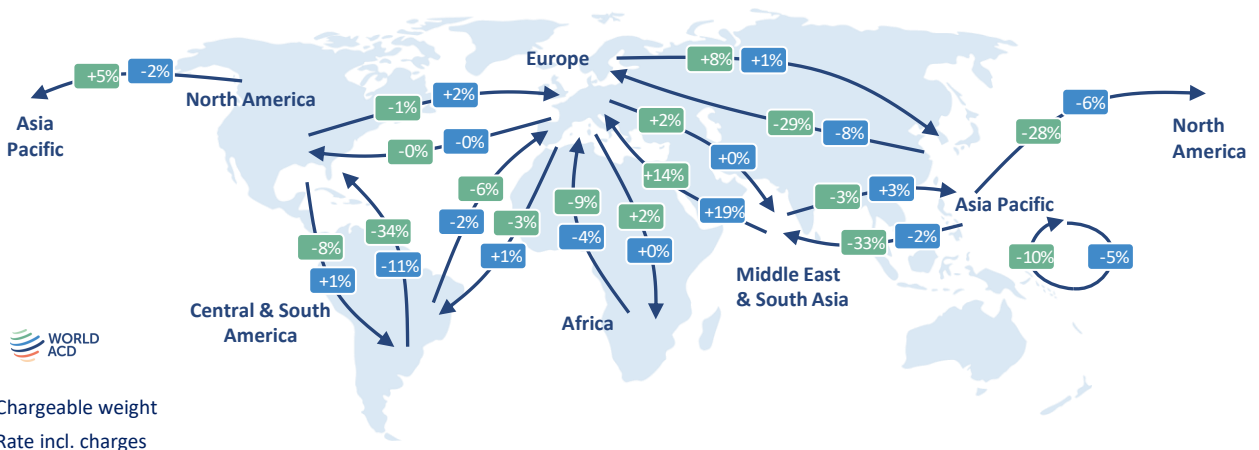 +5% -2%
Asia
Pacific
North America
-1% +2%
-0% -0%
Europe
+8% +1%
-29% -8%
+2% +0%
+14% +19%
-6% -2%
-3% +1%
-9% -4%
+2% +0%
-8% +1%
-34% -11%
-3% +3%
-33% -2%
-28% -6%
North
America
Asia Pacific
-10% -5%
Middle East
& South Asia
Africa
Central & South
America
WORLD
ACD
Chargeable weight
Rate incl. charges